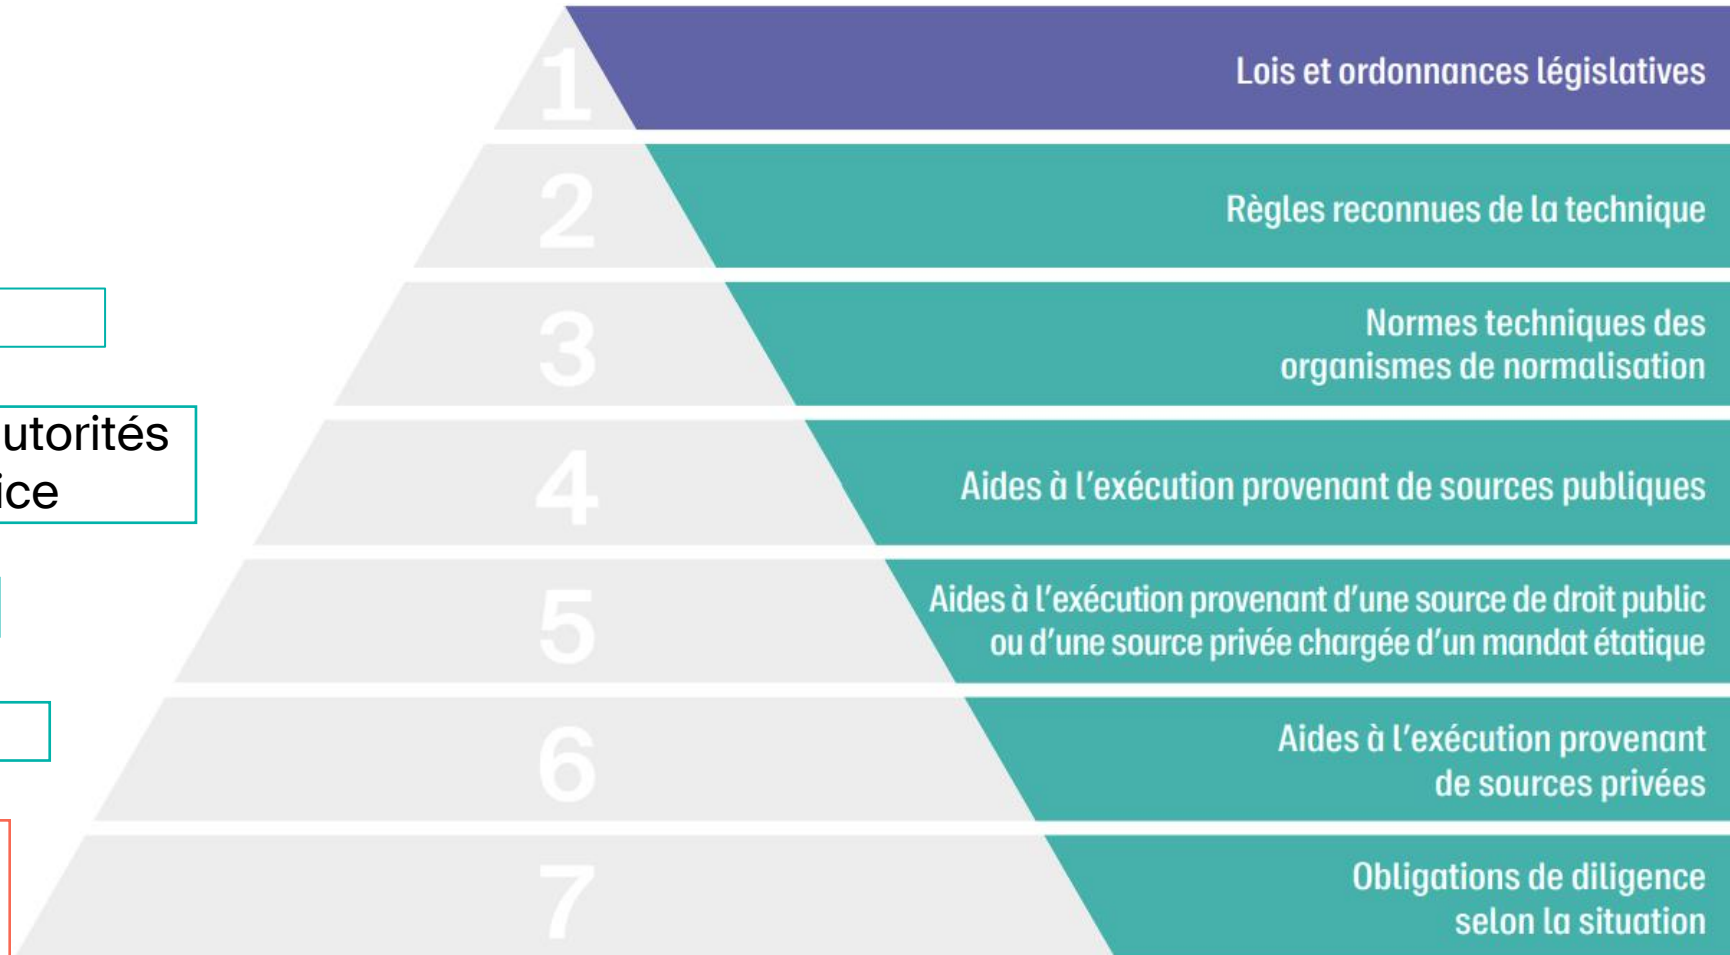 1
Lois et ordonnances législatives
2
Règles reconnues de la technique
3
Normes techniques des
organismes de normalisation
utorités
ice
4
Aides à l'exécution provenant de sources publiques
5
Aides à l'exécution provenant d'une source de droit public
ou d'une source privée chargée d'un mandat étatique
6
Aides à l'exécution provenant
de sources privées
7
Obligations de diligence
selon la situation